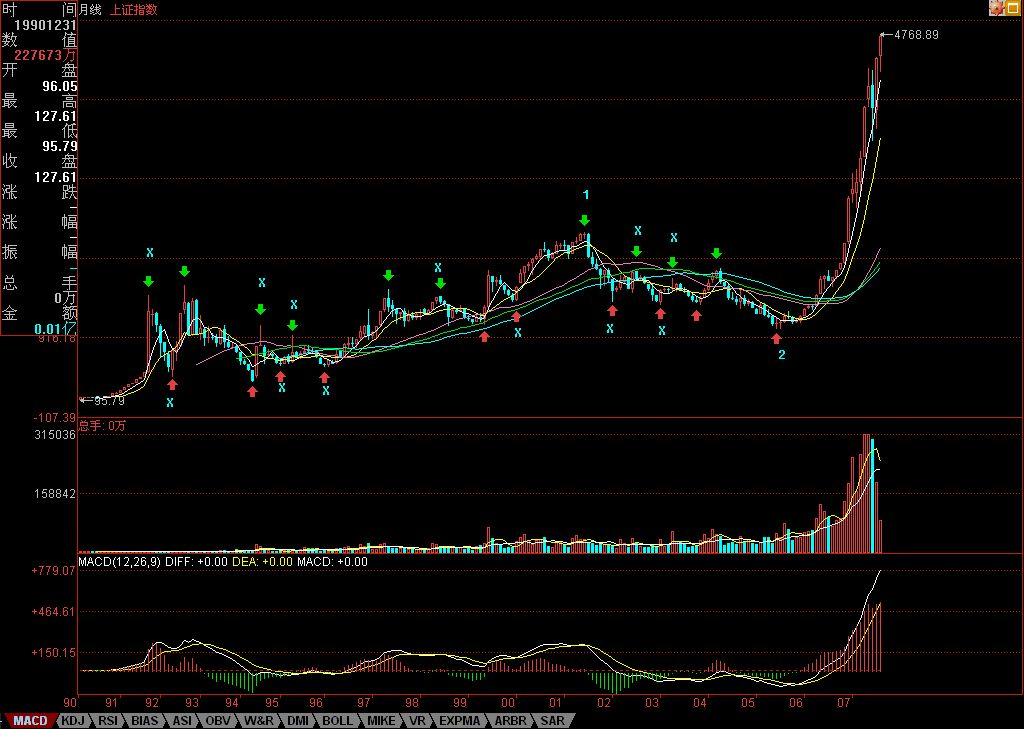 时 间 月线 上证指数
19901231
数 值
227673万
开 盘
96.05
最 高
127.61
最 低
95.79
收 盘
127.61
涨 跌
-
涨 幅
-
振 幅
-
总 手
0万
金 额
0.01亿
4768.89
1
X
X
X
X
X
X
X
X
X
X
X
X
2
←95.79
-107.39
总手: 0万
315036
158842
MACD(12,26,9) DIFF: +0.00 DEA: +0.00 MACD: +0.00
+779.07
+464.61
+150.15
90 91 92 93 94 95 96 97 98 99 00 01 02 03 04 05 06 07
MACD KDJ RSI BIAS ASI OBV W&R DMI BOLL MIKE VR EXPMA ARBR SAR